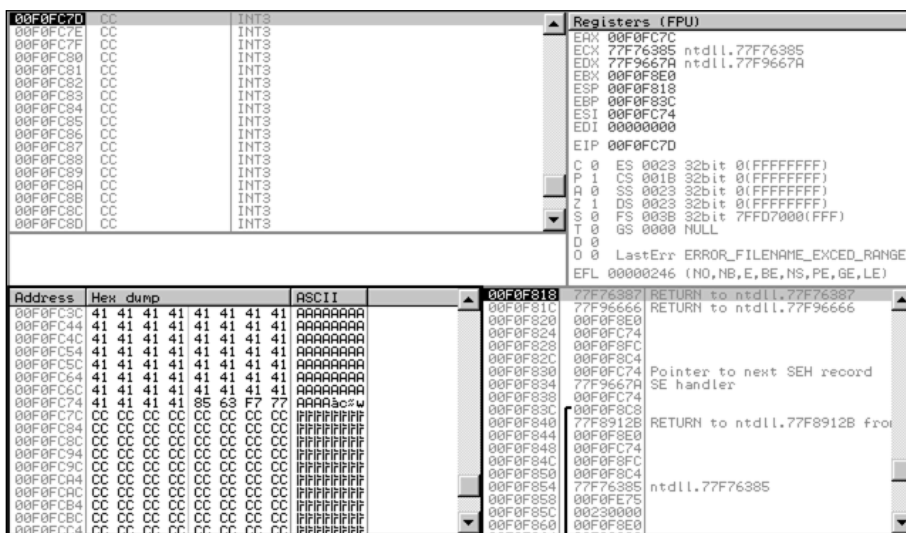 00F0FC7D CC INT3
00F0FC7E CC INT3
00F0FC7F CC INT3
00F0FC80 CC INT3
00F0FC81 CC INT3
00F0FC82 CC INT3
00F0FC83 CC INT3
00F0FC84 CC INT3
00F0FC85 CC INT3
00F0FC86 CC INT3
00F0FC87 CC INT3
00F0FC88 CC INT3
00F0FC89 CC INT3
00F0FC8A CC INT3
00F0FC8B CC INT3
00F0FC8C CC INT3
00F0FC8D CC INT3
Registers (FPU)
EAX 00F0FC7C
ECX 77F76385 ntdll.77F76385
EDX 77F9667A ntdll.77F9667A
EBX 00F0F8E0
ESP 00F0F818
EBP 00F0F83C
ESI 00F0FC74
EDI 00000000
EIP 00F0FC7D
C 0 ES 0023 32bit 0(FFFFFFFF)
P 1 CS 001B 32bit 0(FFFFFFFF)
A 0 SS 0023 32bit 0(FFFFFFFF)
Z 1 DS 0023 32bit 0(FFFFFFFF)
S 0 FS 003B 32bit 7FFD7000(FFF)
T 0 GS 0000 NULL
D 0
O 0 LastErr ERROR_FILENAME_EXCED_RANGE
EFL 00000246 (NO,NB,E,BE,NS,PE,GE,LE)
Address Hex dump ASCII
00F0FC3C 41 41 41 41 41 41 41 41 AAAAAAAA
00F0FC44 41 41 41 41 41 41 41 41 AAAAAAAA
00F0FC4C 41 41 41 41 41 41 41 41 AAAAAAAA
00F0FC54 41 41 41 41 41 41 41 41 AAAAAAAA
00F0FC5C 41 41 41 41 41 41 41 41 AAAAAAAA
00F0FC64 41 41 41 41 41 41 41 41 AAAAAAAA
00F0FC6C 41 41 41 41 41 41 41 41 AAAAAAAA
00F0FC74 41 41 41 41 85 63 F7 77 AAAAàc≈w
00F0FC7C CC CC CC CC CC CC CC CC ╠╠╠╠╠╠╠╠
00F0FC84 CC CC CC CC CC CC CC CC ╠╠╠╠╠╠╠╠
00F0FC8C CC CC CC CC CC CC CC CC ╠╠╠╠╠╠╠╠
00F0FC94 CC CC CC CC CC CC CC CC ╠╠╠╠╠╠╠╠
00F0FC9C CC CC CC CC CC CC CC CC ╠╠╠╠╠╠╠╠
00F0FCA4 CC CC CC CC CC CC CC CC ╠╠╠╠╠╠╠╠
00F0FCAC CC CC CC CC CC CC CC CC ╠╠╠╠╠╠╠╠
00F0FCB4 CC CC CC CC CC CC CC CC ╠╠╠╠╠╠╠╠
00F0FCBC CC CC CC CC CC CC CC CC ╠╠╠╠╠╠╠╠
00F0FCC4 CC CC CC CC CC CC CC CC ╠╠╠╠╠╠╠╠
00F0F818 77F76387 RETURN to ntdll.77F76387
00F0F81C 77F96666 RETURN to ntdll.77F96666
00F0F820 00F0F8E0
00F0F824 00F0FC74
00F0F828 00F0F8FC
00F0F82C 00F0F8C4
00F0F830 00F0FC74 Pointer to next SEH record
00F0F834 77F9667A SE handler
00F0F838 00F0FC74
00F0F83C 00F0F8C8
00F0F840 77F8912B RETURN to ntdll.77F8912B
00F0F844 00F0F8E0
00F0F848 00F0FC74
00F0F84C 00F0F8FC
00F0F850 00F0F8C4
00F0F854 77F76385 ntdll.77F76385
00F0F858 00F0FE75
00F0F85C 00230000
00F0F860 00F0F8E0